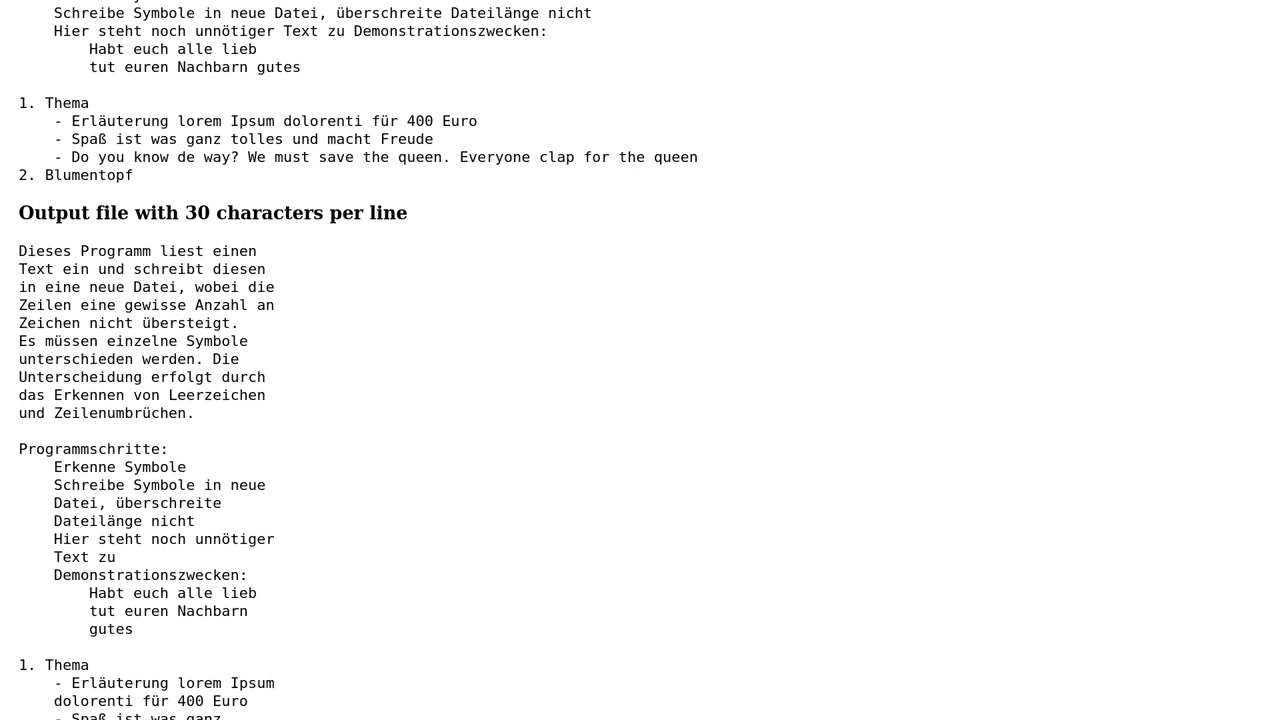 Schreibe Symbole in neue Datei, überschreite Dateilänge nicht
Hier steht noch unnötiger Text zu Demonstrationszwecken:
Habt euch alle lieb
tut euren Nachbarn gutes
1. Thema
- Erläuterung lorem Ipsum dolorenti für 400 Euro
- Spaß ist was ganz tolles und macht Freude
- Do you know de way? We must save the queen. Everyone clap for the queen
2. Blumentopf
Output file with 30 characters per line
Dieses Programm liest einen
Text ein und schreibt diesen
in eine neue Datei, wobei die
Zeilen eine gewisse Anzahl an
Zeichen nicht übersteigt.
Es müssen einzelne Symbole
unterschieden werden. Die
Unterscheidung erfolgt durch
das Erkennen von Leerzeichen
und Zeilenumbrüchen.
Programmschritte:
Erkenne Symbole
Schreibe Symbole in neue
Datei, überschreite
Dateilänge nicht
Hier steht noch unnötiger
Text zu
Demonstrationszwecken:
Habt euch alle lieb
tut euren Nachbarn
gutes
1. Thema
- Erläuterung lorem Ipsum
dolorenti für 400 Euro
- Spaß ist was ganz